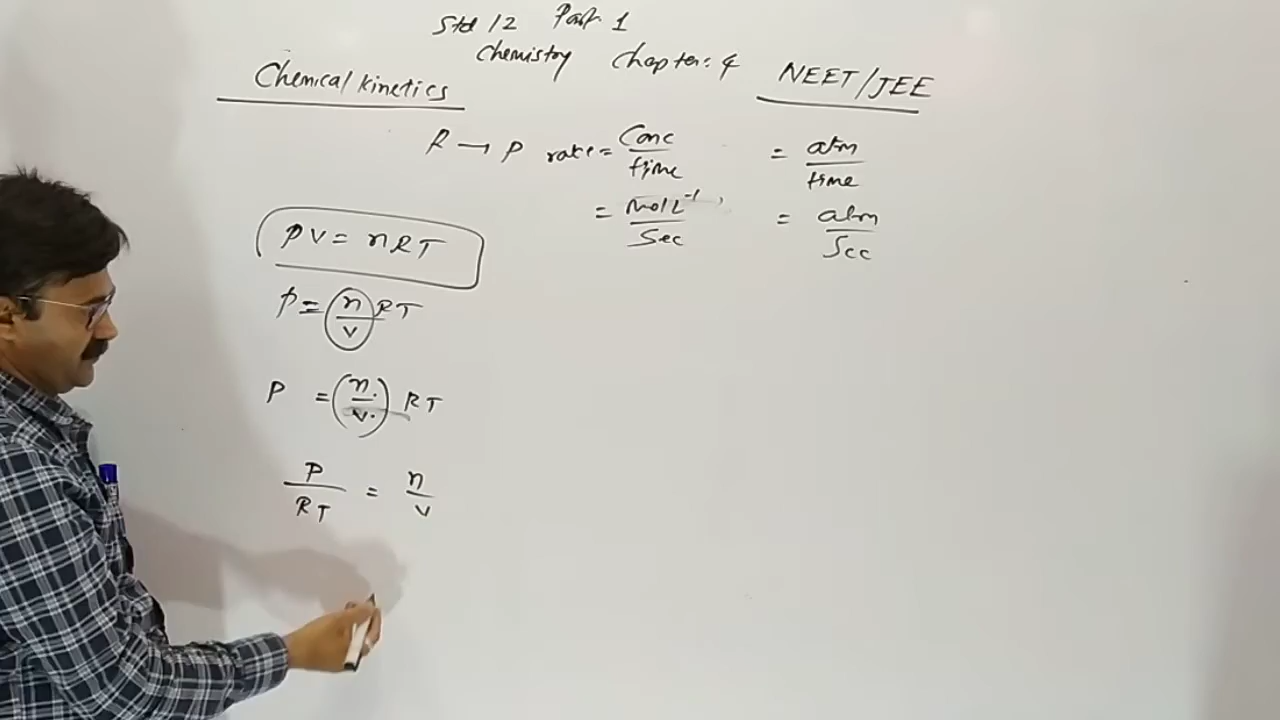 Std 12 Part 1
Chemistry Chapter: 4
Chemical kinetics
NEET/JEE
R → P rate = Conc/time = atm/time
= mol L⁻¹/Sec = atm/Sec
PV = nRT
P = n/v RT
P = (n/v) RT
P/RT = n/v